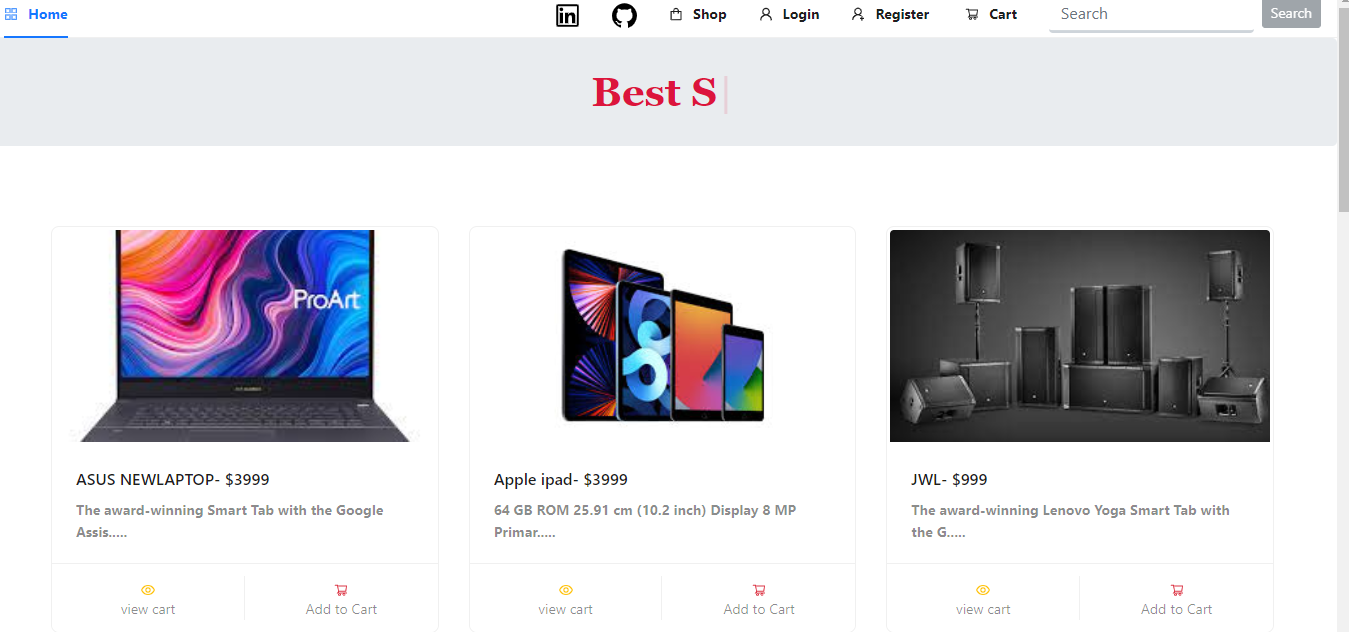 Home
in
Shop
Login
Register
Cart
Search
Search
Best S
ProArt
ASUS NEWLAPTOP- $3999
The award-winning Smart Tab with the Google
Assis.....
view cart
Add to Cart
Apple ipad- $3999
64 GB ROM 25.91 cm (10.2 inch) Display 8 MP
Primar.....
view cart
Add to Cart
JWL- $999
The award-winning Lenovo Yoga Smart Tab with
the G.....
view cart
Add to Cart